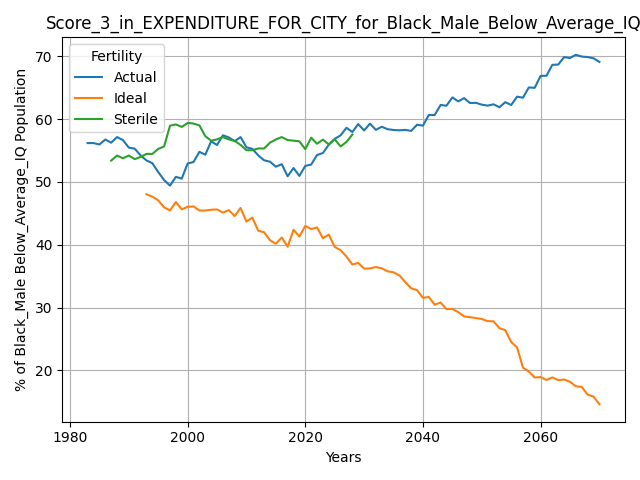 Score_3_in_EXPENDITURE_FOR_CITY_for_Black_Male_Below_Average_IQ
Fertility
Actual
Ideal
Sterile
% of Black_Male Below_Average_IQ Population
70
60
50
40
30
20
1980
2000
2020
2040
2060
Years